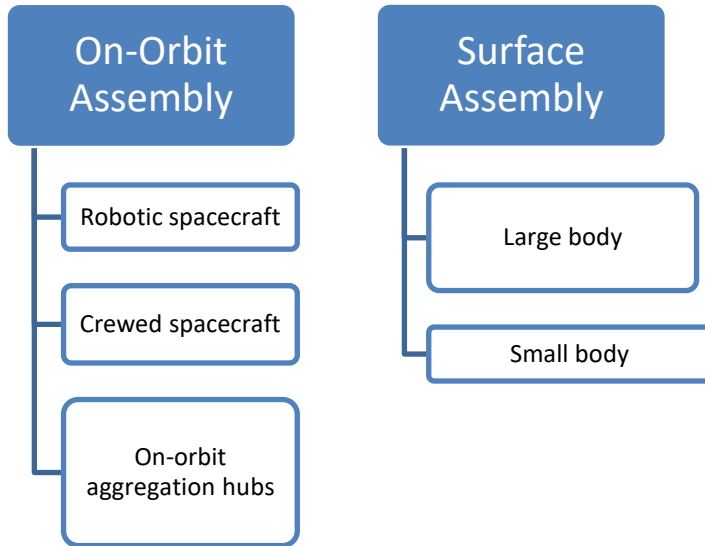 On-Orbit
Assembly
Robotic spacecraft
Crewed spacecraft
On-orbit
aggregation hubs
Surface
Assembly
Large body
Small body